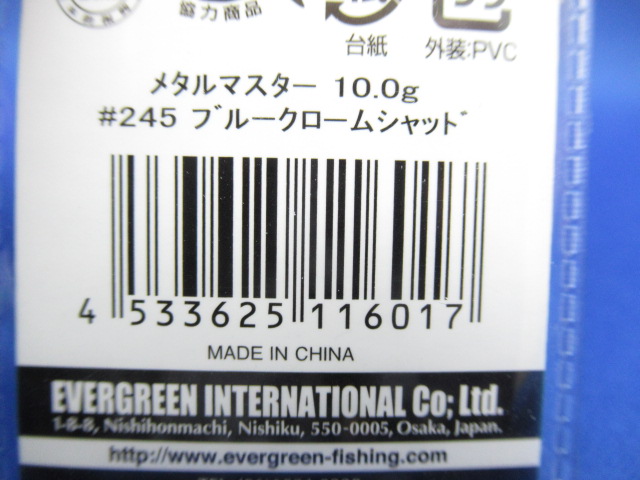 協力商品
台紙
外装:PVC
メタルマスター 10.0g
#245 ブルークロームシャッド
4 533625 116017
MADE IN CHINA
EVERGREEN INTERNATIONAL Co; Ltd.
1-8-8, Nishihonmachi, Nishiku, 550-0005, Osaka, Japan.
http://www.evergreen-fishing.com